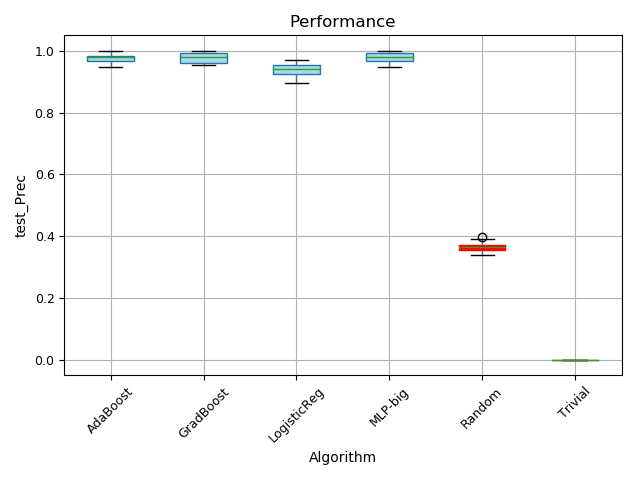 Performance
test_Prec
1.0
0.8
0.6
0.4
0.2
0.0
AdaBoost
GradBoost
LogisticReg
MLP-big
Random
Trivial
Algorithm